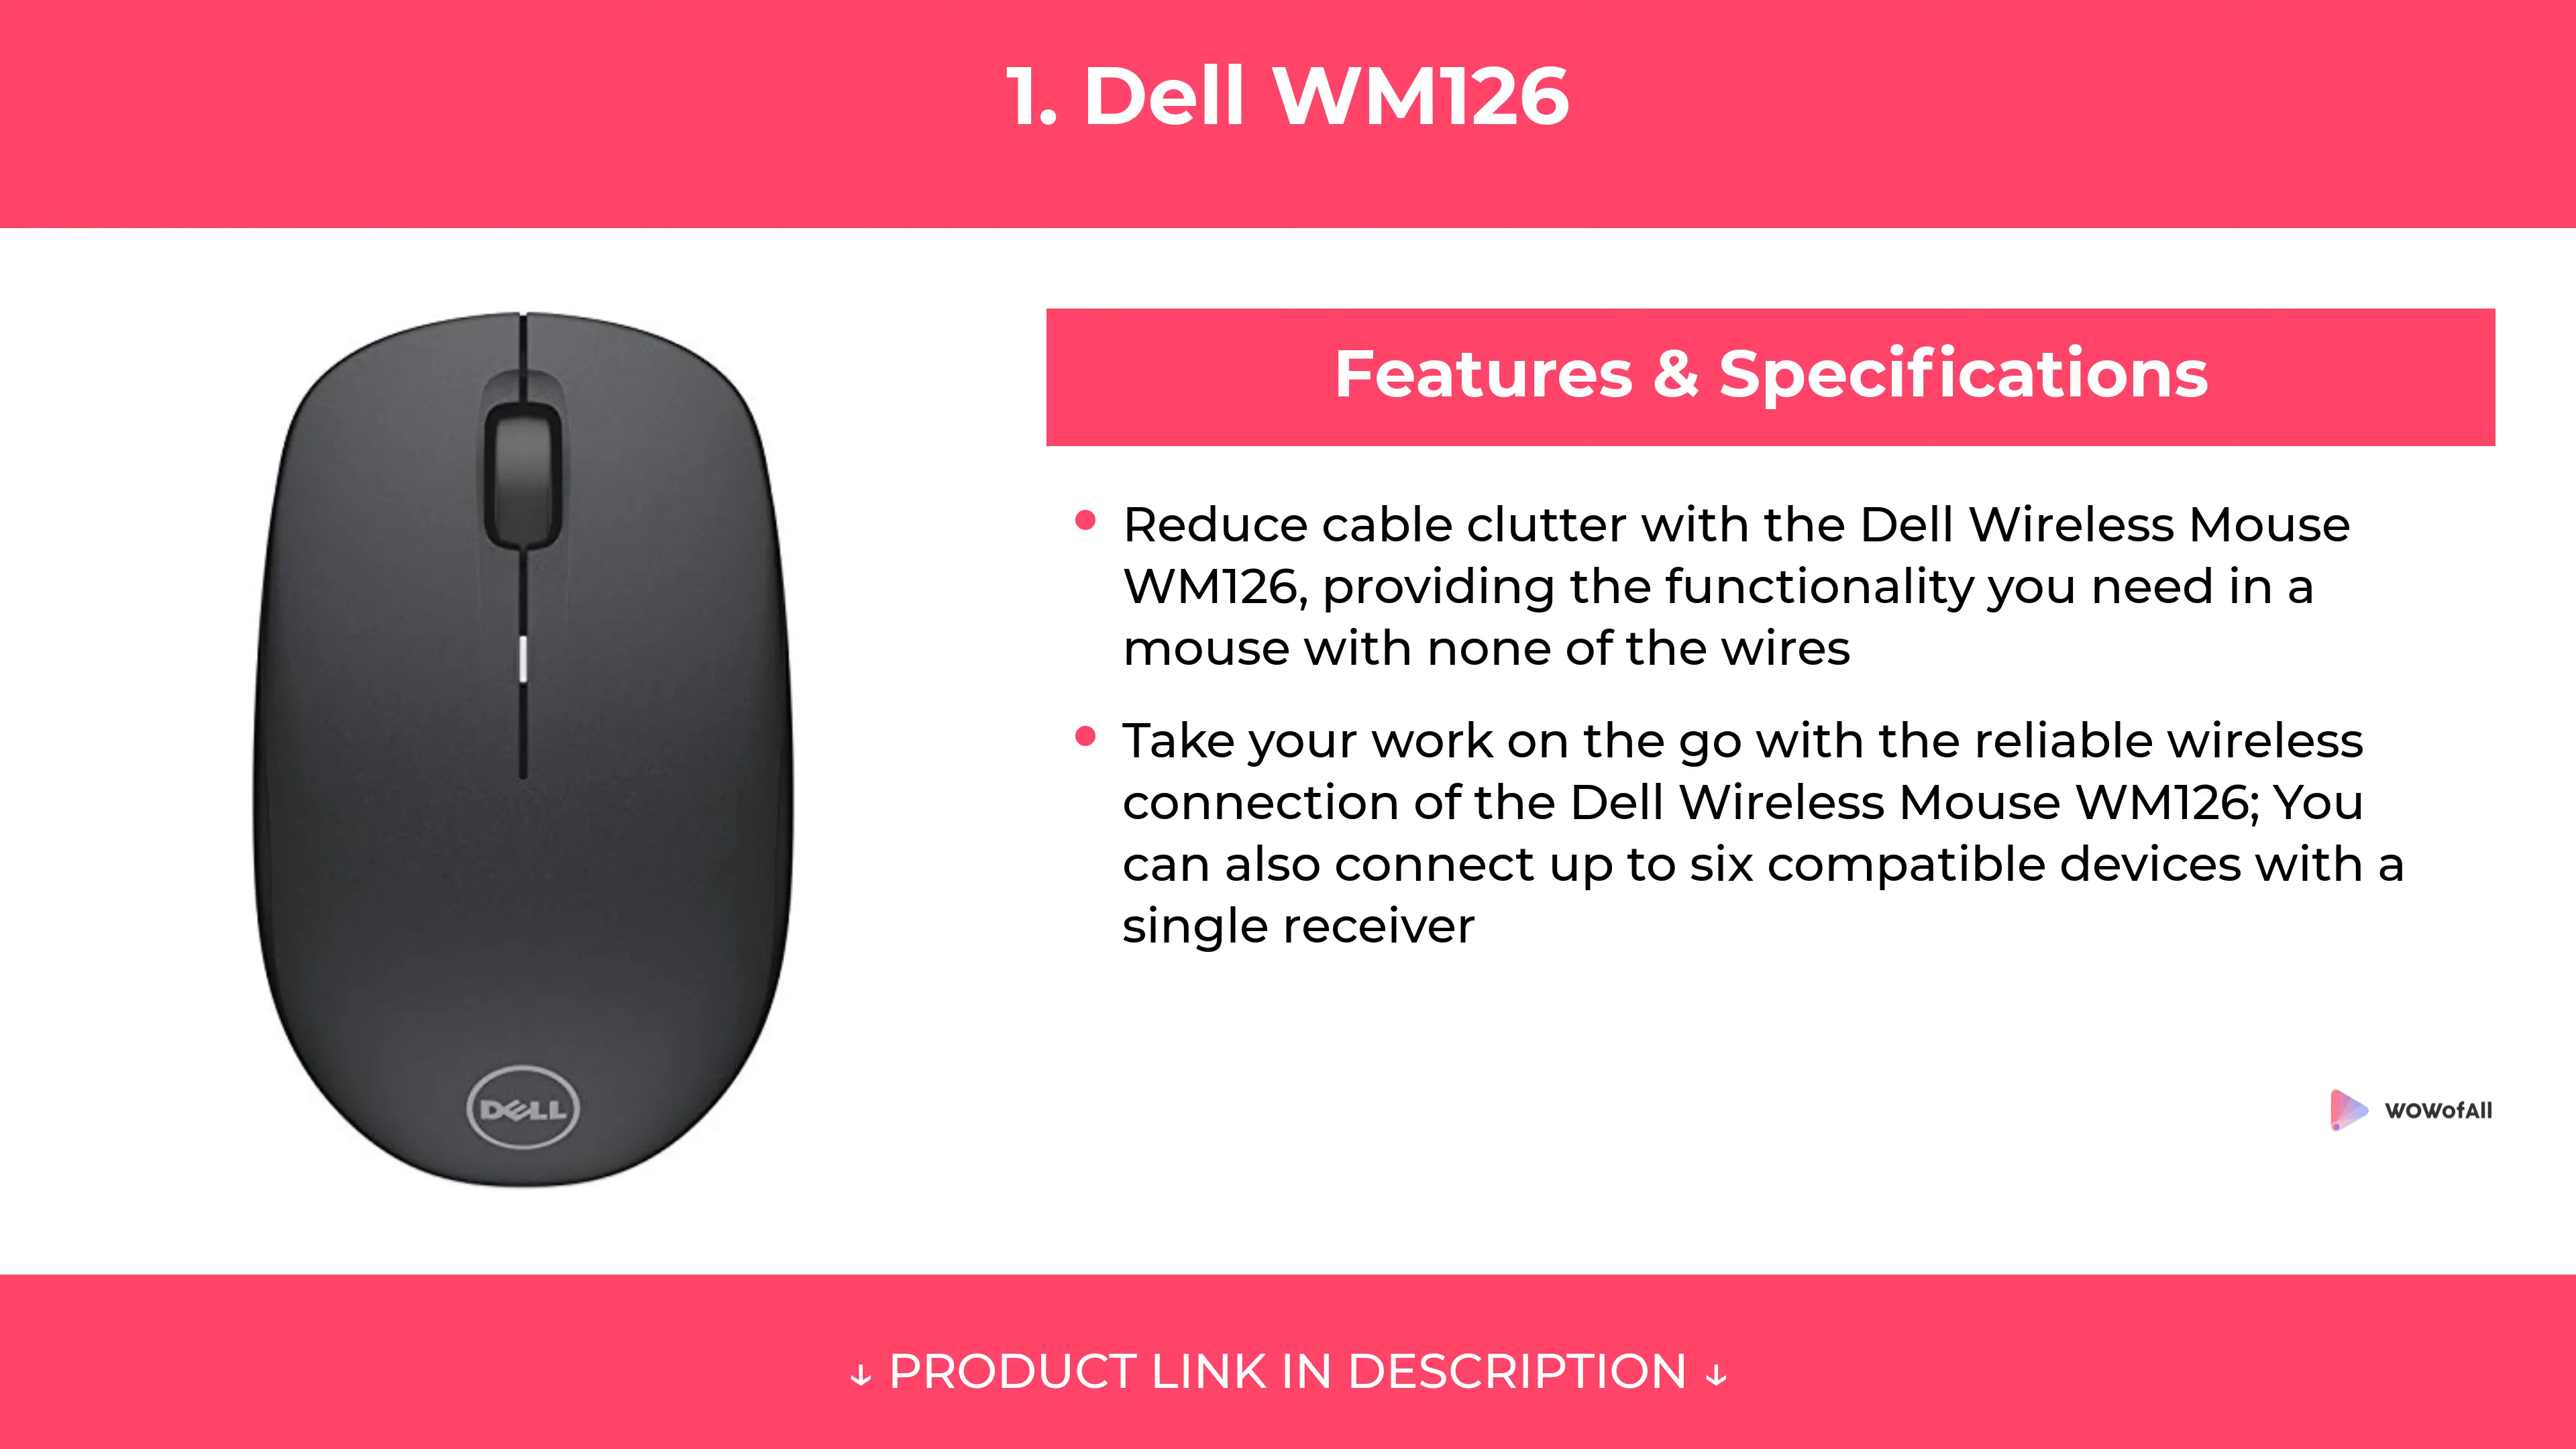 1. Dell WM126
Features & Specifications
• Reduce cable clutter with the Dell Wireless Mouse
WM126, providing the functionality you need in a
mouse with none of the wires
• Take your work on the go with the reliable wireless
connection of the Dell Wireless Mouse WM126; You
can also connect up to six compatible devices with a
single receiver
DELL
WOWofAll
↓ PRODUCT LINK IN DESCRIPTION ↓